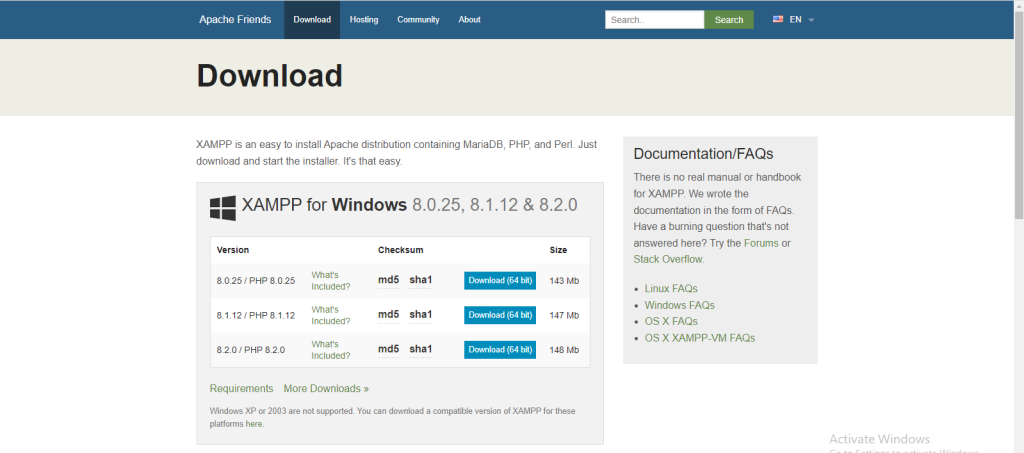 Apache Friends Download Hosting Community About Search.. Search EN
Download
XAMPP is an easy to install Apache distribution containing MariaDB, PHP, and Perl. Just
download and start the installer. It's that easy.
XAMPP for Windows 8.0.25, 8.1.12 & 8.2.0
Version Checksum Size
8.0.25 / PHP 8.0.25 What's Included? md5 sha1 Download (64 bit) 143 Mb
8.1.12 / PHP 8.1.12 What's Included? md5 sha1 Download (64 bit) 147 Mb
8.2.0 / PHP 8.2.0 What's Included? md5 sha1 Download (64 bit) 148 Mb
Requirements More Downloads »
Windows XP or 2003 are not supported. You can download a compatible version of XAMPP for these
platforms here.
Documentation/FAQs
There is no real manual or handbook
for XAMPP. We wrote the
documentation in the form of FAQs.
Have a burning question that's not
answered here? Try the Forums or
Stack Overflow.
• Linux FAQs
• Windows FAQs
• OS X FAQs
• OS X XAMPP-VM FAQs
Activate Windows
Go to Settings to activate Windows.